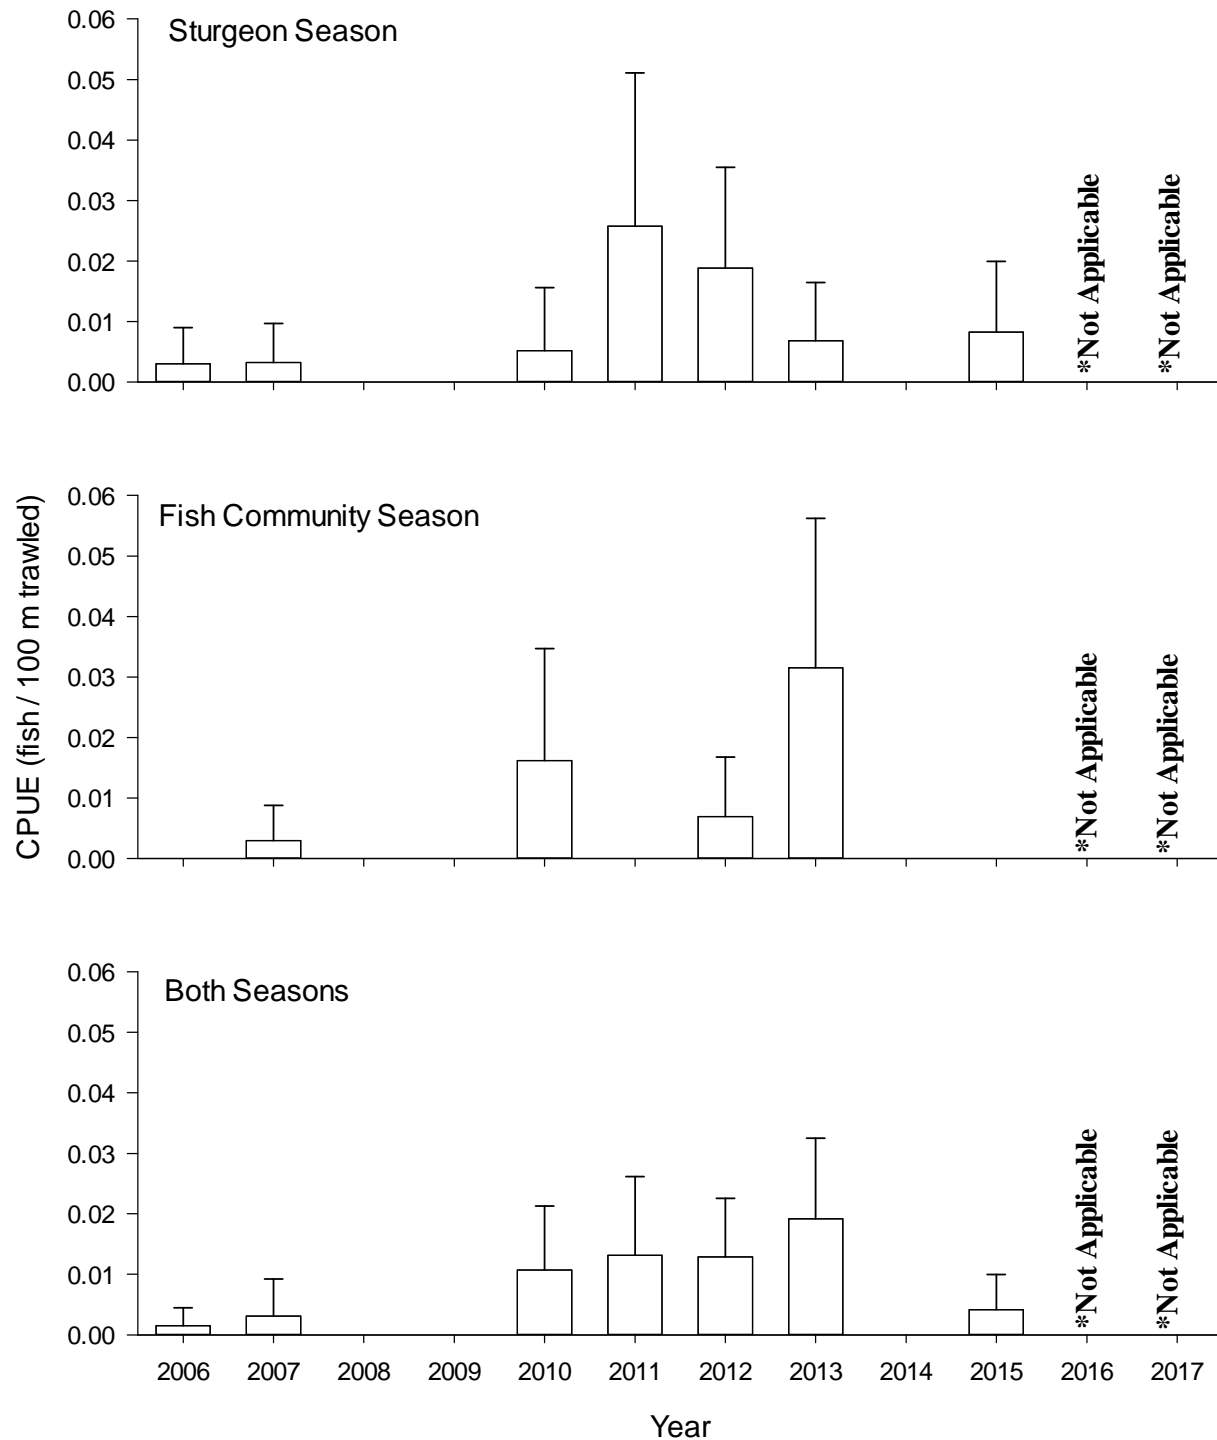 Sturgeon Season
0.06
0.05
0.04
0.03
0.02
0.01
0.00
*Not Applicable
*Not Applicable
CPUE (fish / 100 m trawled)
Fish Community Season
0.06
0.05
0.04
0.03
0.02
0.01
0.00
*Not Applicable
*Not Applicable
Both Seasons
0.06
0.05
0.04
0.03
0.02
0.01
0.00
*Not Applicable
*Not Applicable
2006 2007 2008 2009 2010 2011 2012 2013 2014 2015 2016 2017
Year